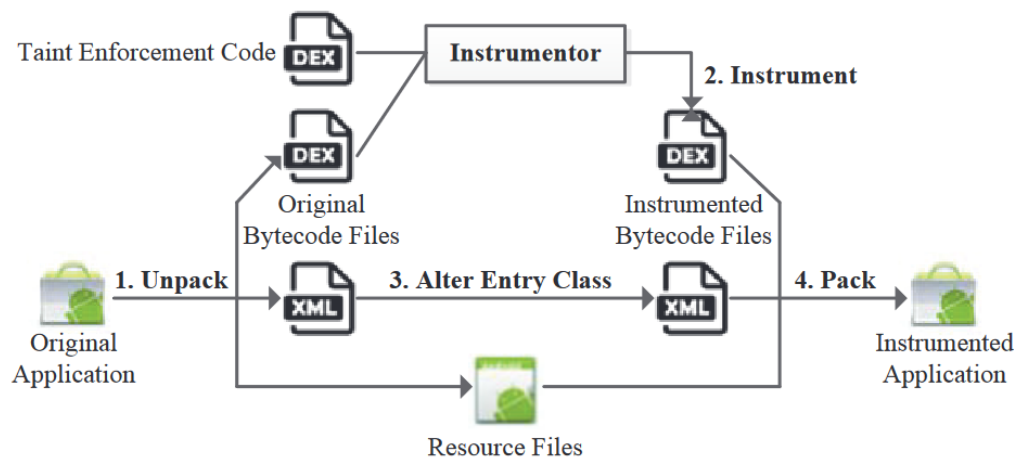 Taint Enforcement Code
DEX
Instrumentor
2. Instrument
DEX
DEX
Original
Bytecode Files
Instrumented
Bytecode Files
1. Unpack
XML
3. Alter Entry Class
XML
4. Pack
Original
Application
Instrumented
Application
Resource Files